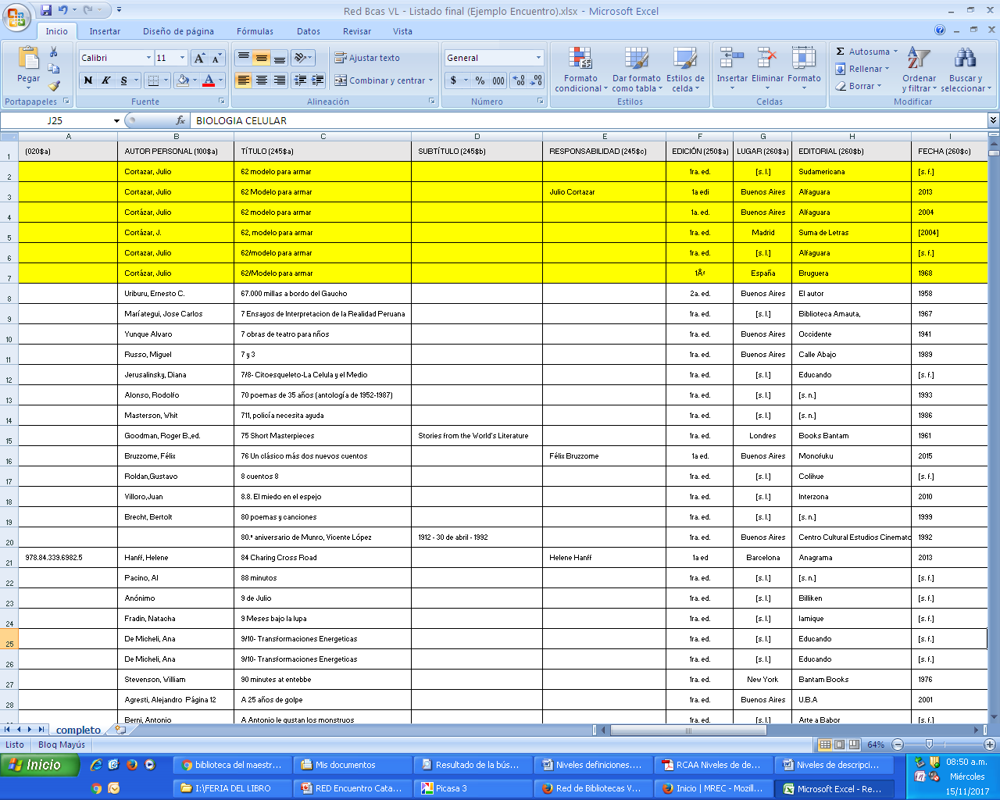 Red Bcas VL - Listado final (Ejemplo Encuentro).xlsx - Microsoft Excel
Inicio Insertar Diseño de página Fórmulas Datos Revisar Vista
Pegar
Portapapeles
Calibri 11
N K S
Fuente
Ajustar texto
Combinar y centrar
Alineación
General
$ % 000
Número
Formato condicional
Dar formato como tabla
Estilos de celda
Estilos
Insertar Eliminar Formato
Celdas
Autosuma
Rellenar
Borrar
Ordenar y filtrar
Buscar y seleccionar
Modificar
J25 fx BIOLOGIA CELULAR
A B C D E F G H I
1 (020$a) AUTOR PERSONAL (100$a) TÍTULO (245$a) SUBTÍTULO (245$b) RESPONSABILIDAD (245$c) EDICIÓN (250$a) LUGAR (260$a) EDITORIAL (260$b) FECHA (260$c)
2 Cortazar, Julio 62 modelo para armar 1ra. ed. [s. l.] Sudamericana [s. f.]
3 Cortazar, Julio 62 Modelo para armar Julio Cortazar 1a edi Buenos Aires Alfaguara 2013
4 Cortázar, Julio 62 modelo para armar 1a. ed. Buenos Aires Alfaguara 2004
5 Cortázar, J. 62, modelo para armar 1ra. ed. Madrid Suma de Letras [2004]
6 Cortazar, Julio 62/modelo para armar 1ra. ed. [s. l.] Alfaguara [s. f.]
7 Cortázar, Julio 62/Modelo para armar España Bruguera 1968
8 Uriburu, Ernesto C. 67.000 millas a bordo del Gaucho 2a. ed. Buenos Aires El autor 1958
9 Maríategui, Jose Carlos 7 Ensayos de Interpretacion de la Realidad Peruana 1ra. ed. [s. l.] Biblioteca Amauta, 1967
10 Yunque Alvaro 7 obras de teatro para nños 1ra. ed. Buenos Aires Occidente 1941
11 Russo, Miguel 7 y 3 1ra. ed. Buenos Aires Calle Abajo 1989
12 Jerusalinsky, Diana 7/8- Citoesqueleto-La Celula y el Medio 1ra. ed. [s. l.] Educando [s. f.]
13 Alonso, Rodolfo 70 poemas de 35 años (antología de 1952-1987) 1ra. ed. [s. l.] [s. n.] 1993
14 Masterson, Whit 711, policía necesita ayuda 1ra. ed. [s. l.] [s. n.] 1986
15 Goodman, Roger B.,ed. 75 Short Masterpieces Stories from the World's Literature 1ra. ed. Londres Books Bantam 1961
16 Bruzzome, Félix 76 Un clásico más dos nuevos cuentos Félix Bruzzome 1a ed. Buenos Aires Monofuku 2015
17 Roldan,Gustavo 8 cuentos 8 1ra. ed. [s. l.] Colihue [s. f.]
18 Villoro,Juan 8.8. El miedo en el espejo 1ra. ed. [s. l.] Interzona 2010
19 Brecht, Bertolt 80 poemas y canciones 1ra. ed. [s. l.] [s. n.] 1999
20 80.º aniversario de Munro, Vicente López 1912 - 30 de abril - 1992 1ra. ed. Buenos Aires Centro Cultural Estudios Cinemato 1992
21 978.84.339.6982.5 Hanff, Helene 84 Charing Cross Road Helene Hanff 1a ed Barcelona Anagrama 2013
22 Pacino, Al 88 minutos 1ra. ed. [s. l.] [s. n.] [s. f.]
23 Anónimo 9 de Julio 1ra. ed. [s. l.] Billiken [s. f.]
24 Fradin, Natacha 9 Meses bajo la lupa 1ra. ed. [s. l.] Iamique [s. f.]
25 De Micheli, Ana 9/10- Transformaciones Energeticas 1ra. ed. [s. l.] Educando [s. f.]
26 De Micheli, Ana 9/10- Transformaciones Energeticas 1ra. ed. [s. l.] Educando [s. f.]
27 Stevenson, William 90 minutes at entebbe 1ra. ed. New York Bantam Books 1976
28 Agresti, Alejandro Página 12 A 25 años de golpe 1ra. ed. Buenos Aires U.B.A 2001
Berni, Antonio A Antonio le gustan los monstruos 1ra. ed. [s. l.] Arte a Babor [s. f.]
completo
Listo Bloq Mayús 64%
Inicio biblioteca del maestr... Mis documentos Resultado de la bús... Niveles definiciones.... RCAA Niveles de de... Niveles de descripci... 08:50 a.m.
Miércoles
I:\FERIA DEL LIBRO RED Encuentro Cata... Picasa 3 Red de Bibliotecas V... Inicio | MREC - Mozill... Microsoft Excel - Re... 15/11/2017